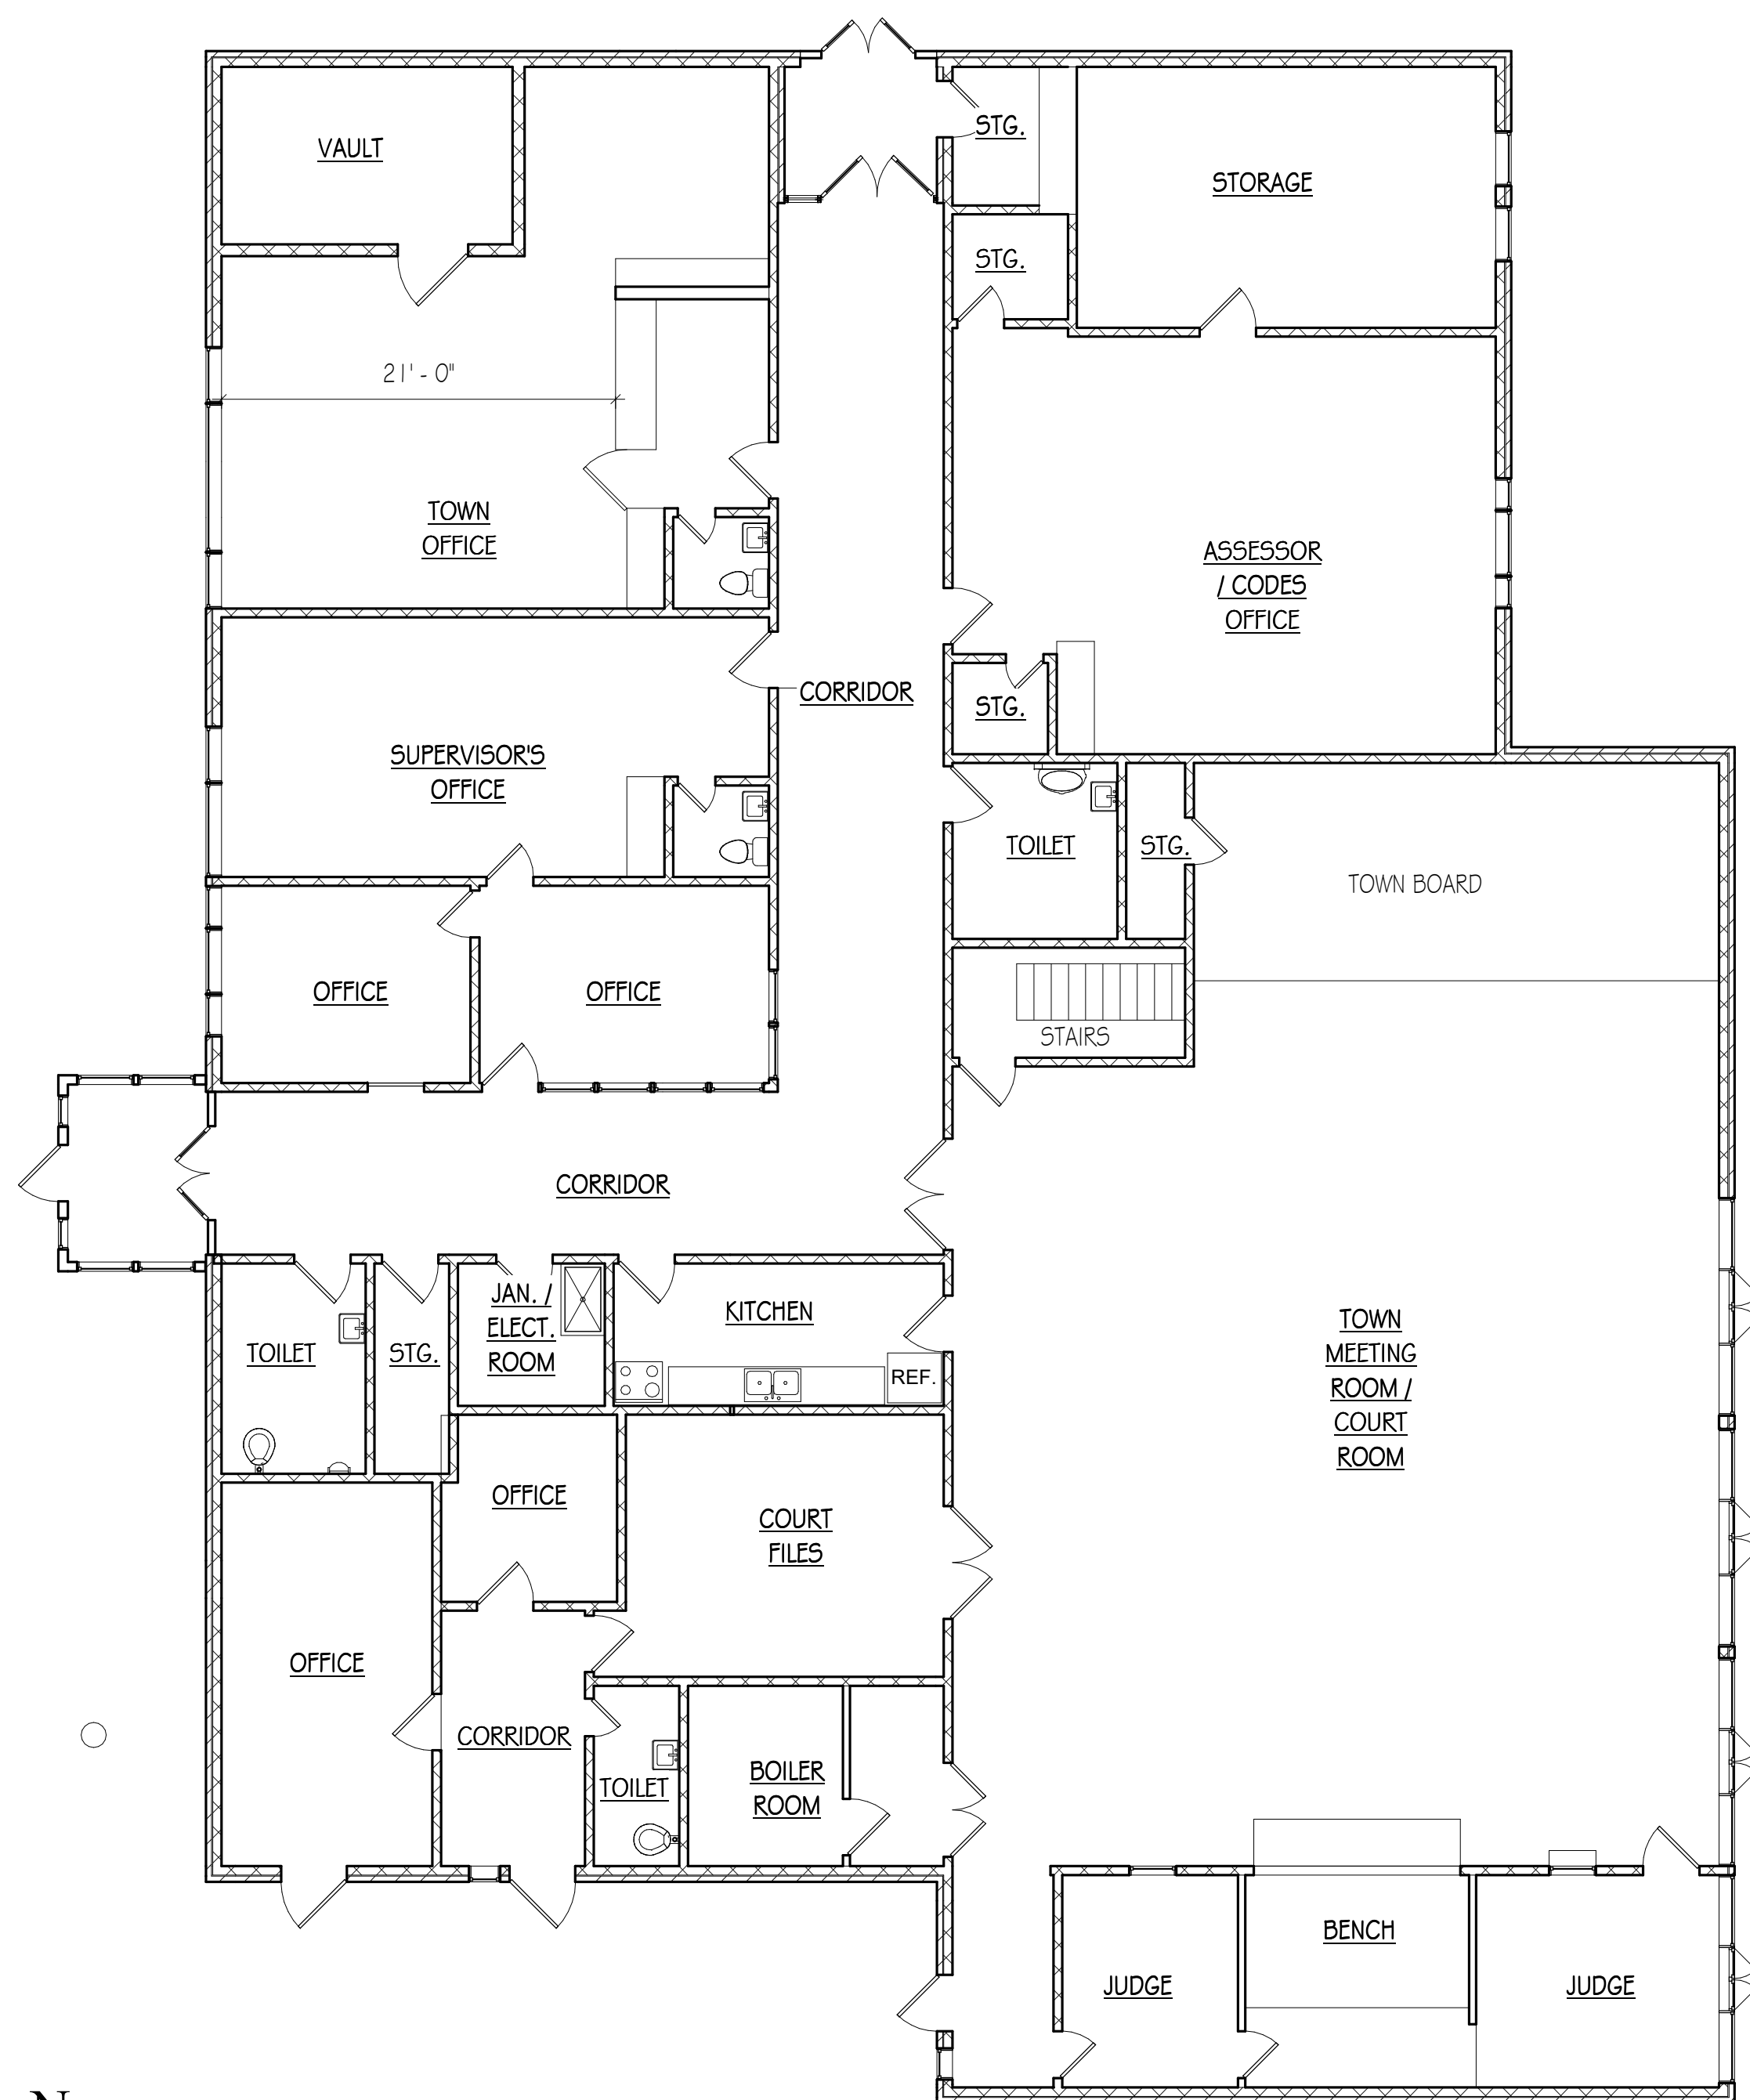 VAULT
STG.
STORAGE
STG.
21' - 0"
TOWN
OFFICE
ASSESSOR
/ CODES
OFFICE
CORRIDOR
STG.
SUPERVISOR'S
OFFICE
TOILET
STG.
TOWN BOARD
OFFICE
OFFICE
STAIRS
CORRIDOR
JAN. /
ELECT.
ROOM
KITCHEN
TOILET
STG.
REF.
TOWN
MEETING
ROOM /
COURT
ROOM
OFFICE
COURT
FILES
OFFICE
CORRIDOR
TOILET
BOILER
ROOM
BENCH
JUDGE
JUDGE
N